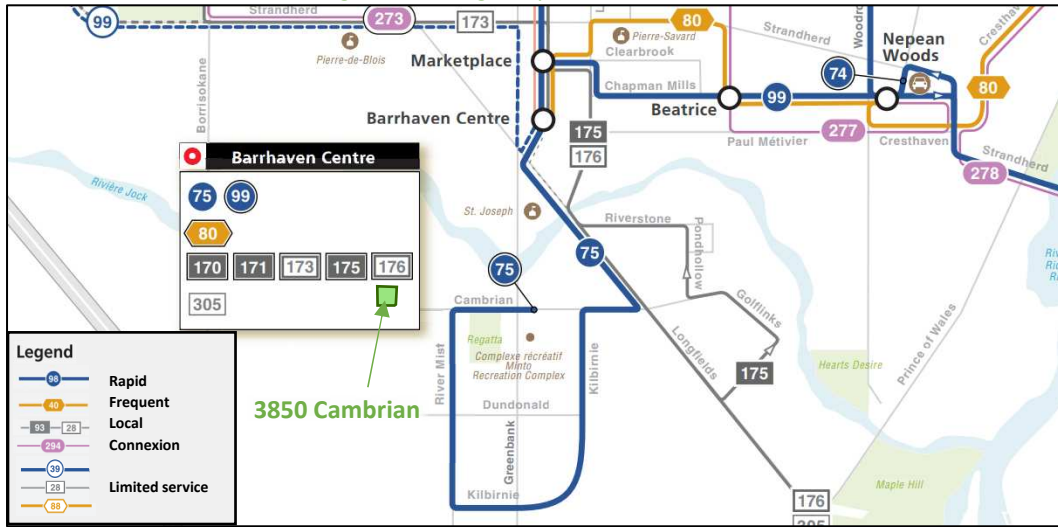 99
Strandherd
273
173
80
Pierre-Savard
Strandherd
Clearbrook
Woodro
Cresthav
Nepean
Woods
Pierre-de-Blois
Marketplace
Chapman Mills
74
80
Beatrice
99
Borrisokane
Barrhaven Centre
175
176
277
Paul Métivier
Cresthaven
Strandherd
278
Barrhaven Centre
75
99
80
170
171
173
175
176
305
Rivière Jock
St. Joseph
Riverstone
Pondhollow
75
75
Cambrian
Golflinks
Regatta
Complexe récréatif
Minto
Recreation Complex
River Mist
Kilbirnie
Longfields
175
Hearts Desire
Prince of Wales
3850 Cambrian
Dundonald
Greenbank
Kilbirnie
Maple Hill
176
305
Legend
98 Rapid
40 Frequent
93 28 Local
294 Connexion
39
28 Limited service
88